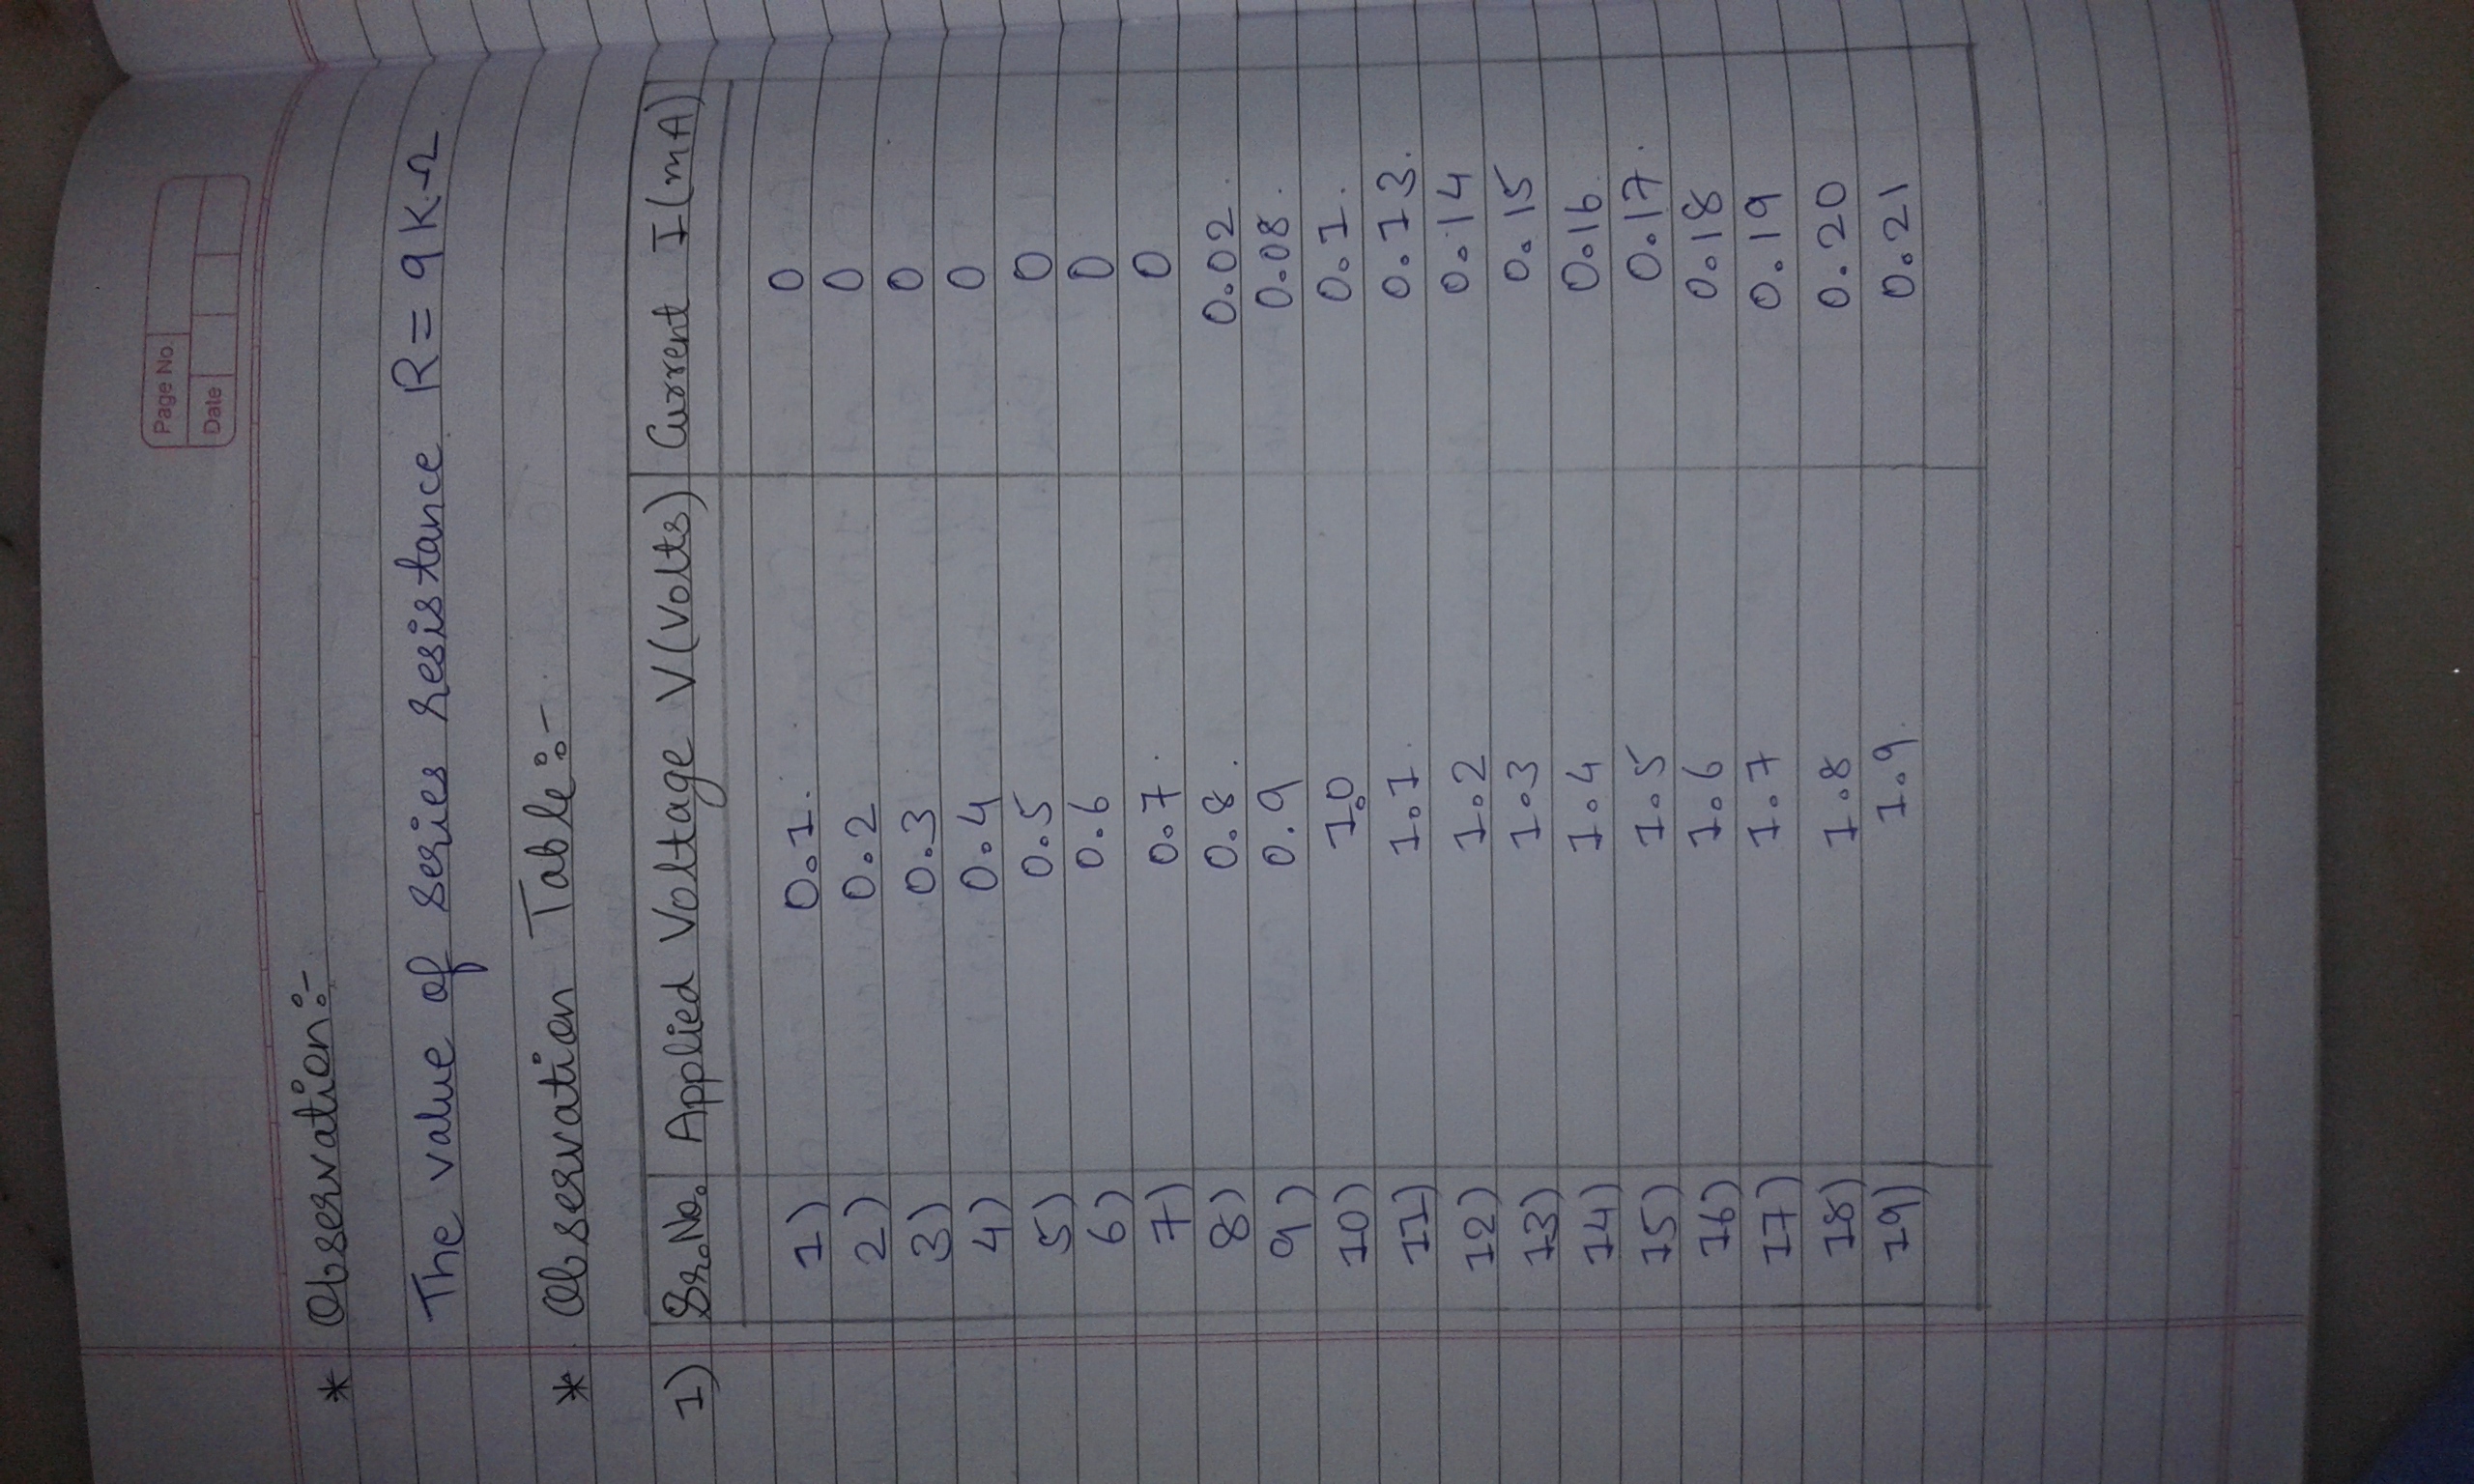 Page No.
Date
* Observation:-
The value of series resistance R = 9 KΩ
* Observation Table:-
1) Sr.No. Applied Voltage V (Volts) Current I (mA)
1) 0.1. 0
2) 0.2 0
3) 0.3 0
4) 0.4 0
5) 0.5 0
6) 0.6 0
7) 0.7 0
8) 0.8. 0.02
9) 0.9 0.08
10) 1.0 0.1.
11) 1.1 0.13.
12) 1.2 0.14
13) 1.3 0.15
14) 1.4 0.16
15) 1.5 0.17
16) 1.6 0.18
17) 1.7 0.19
18) 1.8 0.20
19) 1.9 0.21